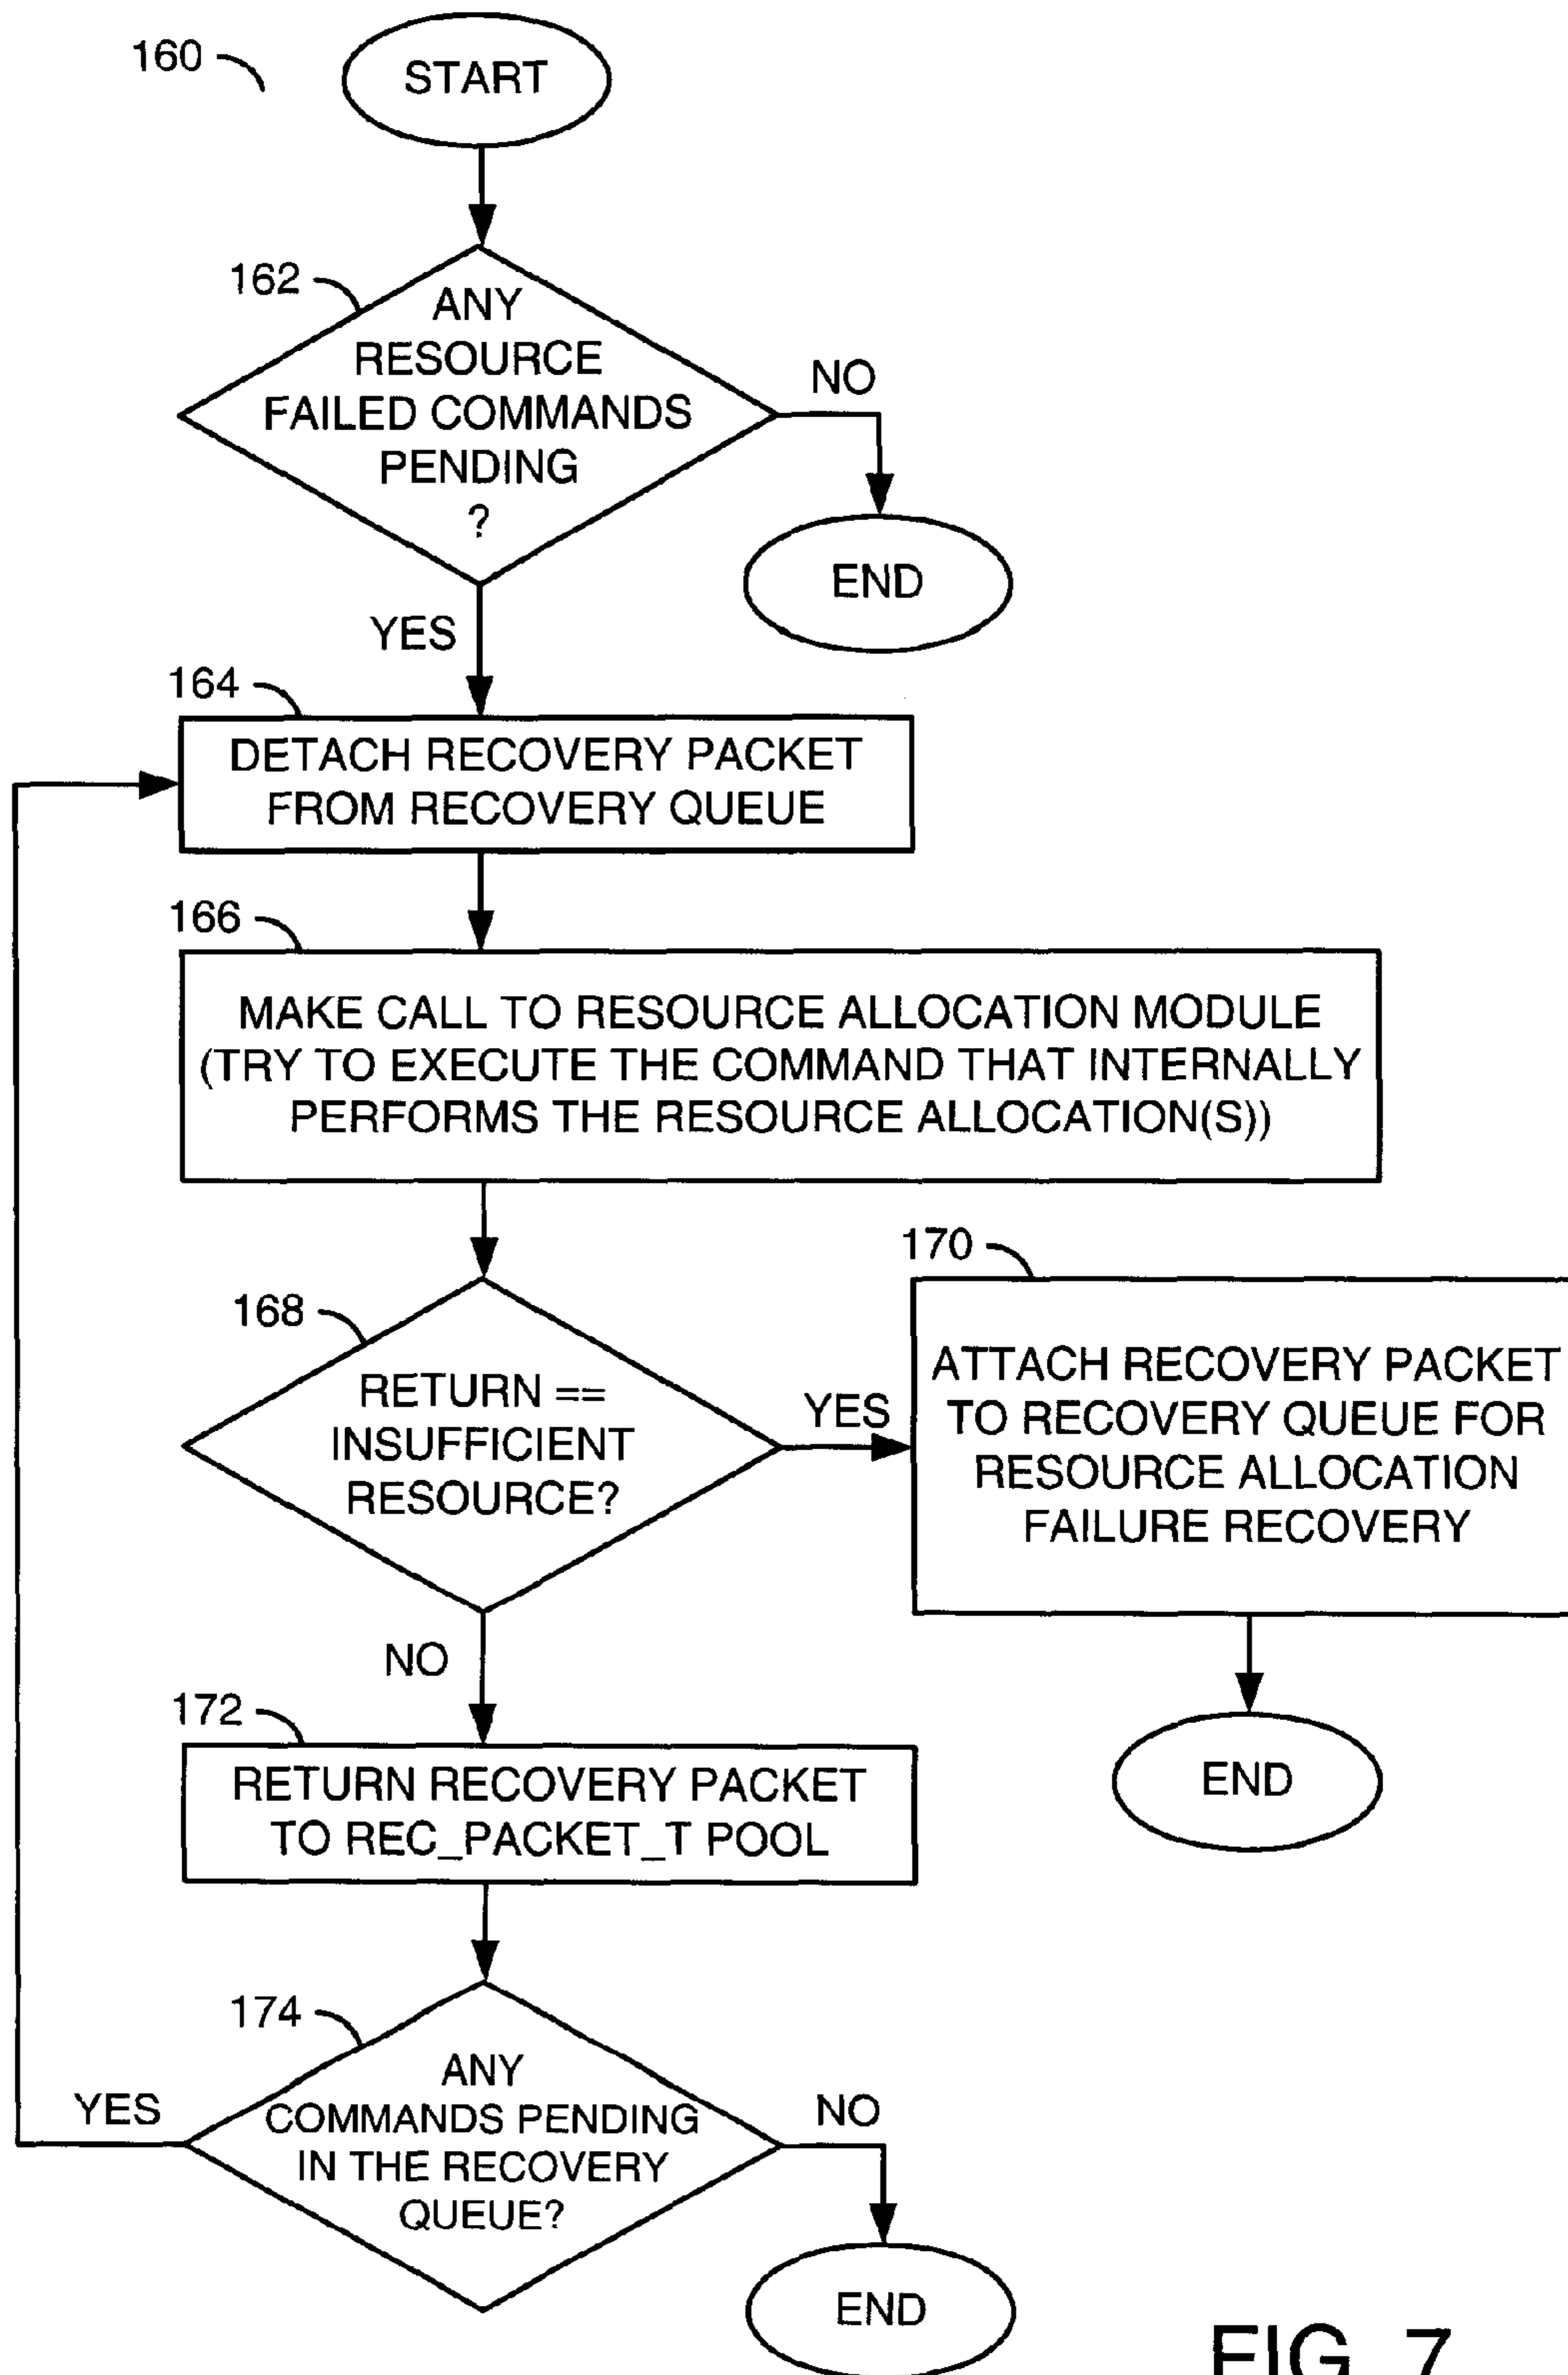 160
START
162
ANY
RESOURCE
FAILED COMMANDS
PENDING
?
NO
END
YES
164
DETACH RECOVERY PACKET
FROM RECOVERY QUEUE
166
MAKE CALL TO RESOURCE ALLOCATION MODULE
(TRY TO EXECUTE THE COMMAND THAT INTERNALLY
PERFORMS THE RESOURCE ALLOCATION(S))
168
RETURN ==
INSUFFICIENT
RESOURCE?
YES
170
ATTACH RECOVERY PACKET
TO RECOVERY QUEUE FOR
RESOURCE ALLOCATION
FAILURE RECOVERY
END
NO
172
RETURN RECOVERY PACKET
TO REC_PACKET_T POOL
174
ANY
COMMANDS PENDING
IN THE RECOVERY
QUEUE?
YES
NO
END
FIG. 7